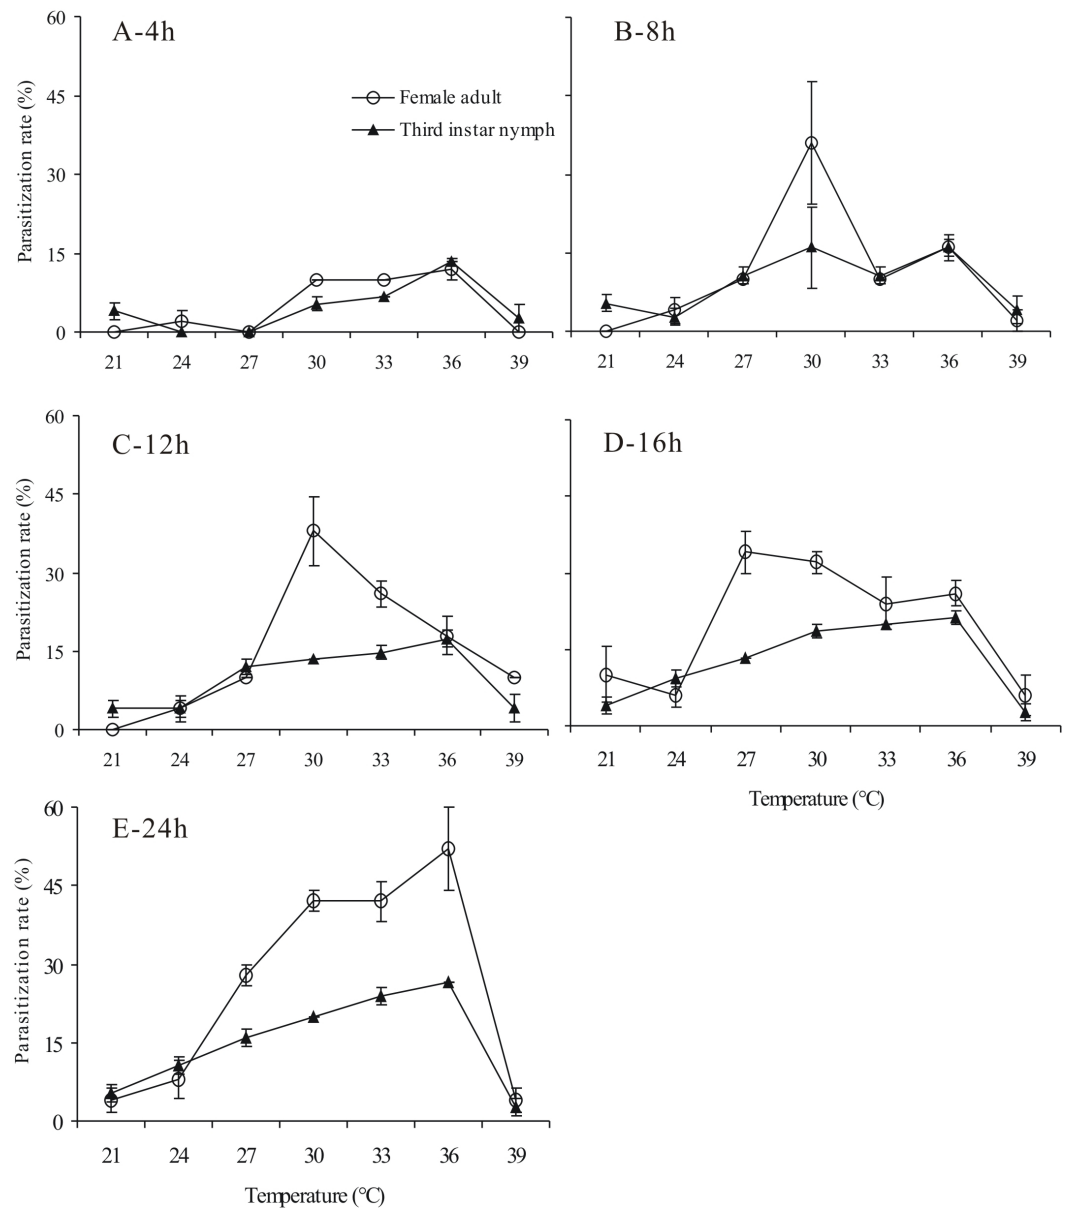 A-4h
B-8h
Female adult
Third instar nymph
Parasitization rate (%)
60
45
30
15
0
21 24 27 30 33 36 39
21 24 27 30 33 36 39
C-12h
D-16h
Parasitization rate (%)
60
45
30
15
0
21 24 27 30 33 36 39
21 24 27 30 33 36 39
Temperature (°C)
E-24h
Parasitization rate (%)
60
45
30
15
0
21 24 27 30 33 36 39
Temperature (°C)